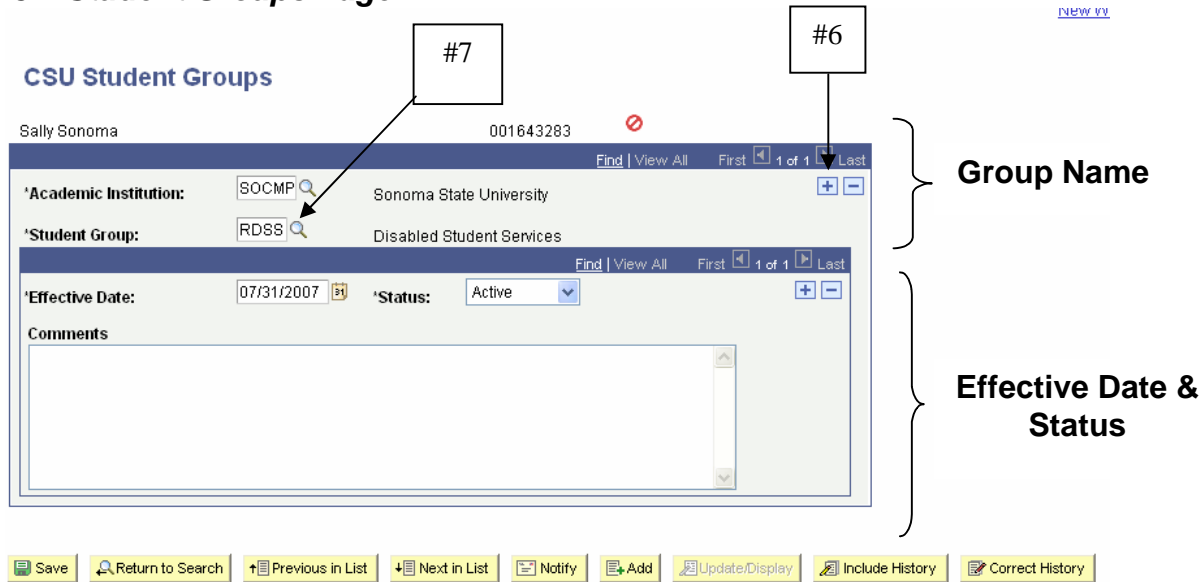 #7
#6
CSU Student Groups
Sally Sonoma 001643283
Find | View All First 1 of 1 Last
*Academic Institution: SOCMP Sonoma State University
*Student Group: RDSS Disabled Student Services
Group Name
Find | View All First 1 of 1 Last
*Effective Date: 07/31/2007 31 *Status: Active
Comments
Effective Date &
Status
Save Return to Search Previous in List Next in List Notify Add Update/Display Include History Correct History